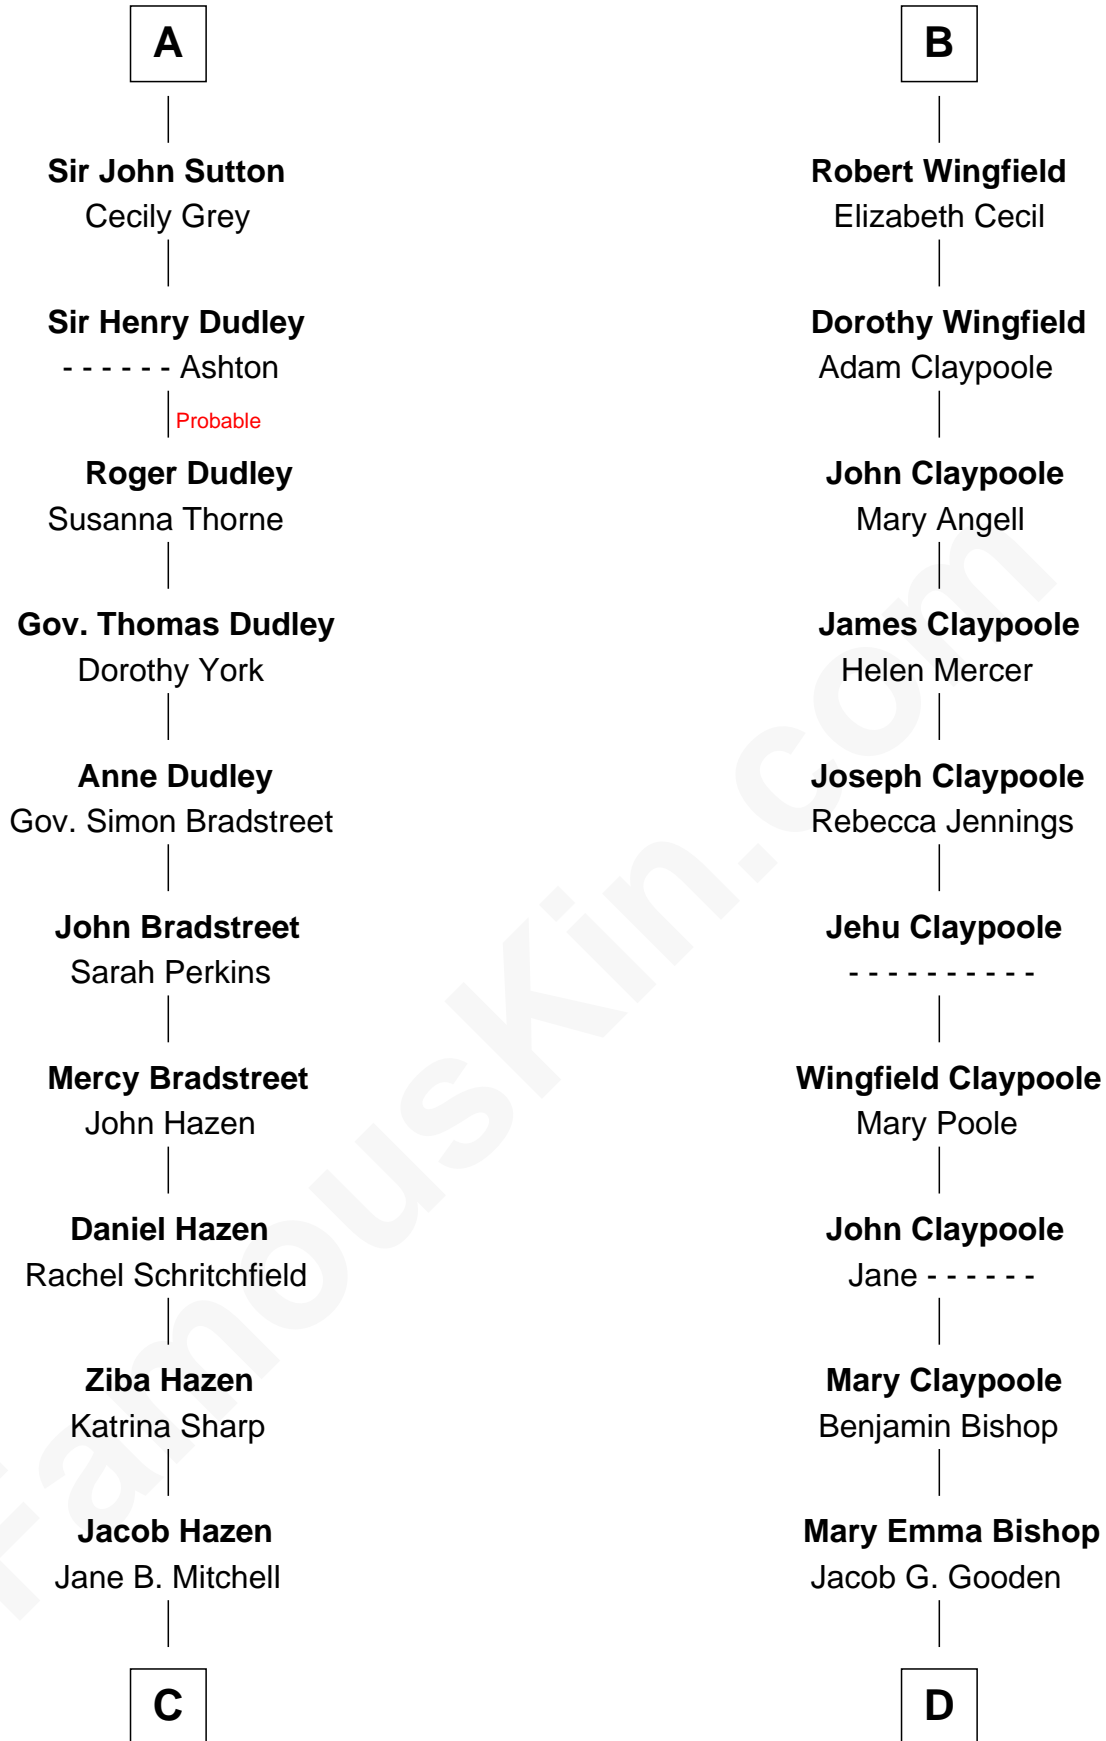 A
Sir John Sutton
Cecily Grey
Sir Henry Dudley
- - - - - - Ashton
Probable
Roger Dudley
Susanna Thorne
Gov. Thomas Dudley
Dorothy York
Anne Dudley
Gov. Simon Bradstreet
John Bradstreet
Sarah Perkins
Mercy Bradstreet
John Hazen
Daniel Hazen
Rachel Schritchfield
Ziba Hazen
Katrina Sharp
Jacob Hazen
Jane B. Mitchell
C
B
Robert Wingfield
Elizabeth Cecil
Dorothy Wingfield
Adam Claypoole
John Claypoole
Mary Angell
James Claypoole
Helen Mercer
Joseph Claypoole
Rebecca Jennings
Jehu Claypoole
- - - - - - - - - -
Wingfield Claypoole
Mary Poole
John Claypoole
Jane - - - - - -
Mary Claypoole
Benjamin Bishop
Mary Emma Bishop
Jacob G. Gooden
D
FamousKin.com